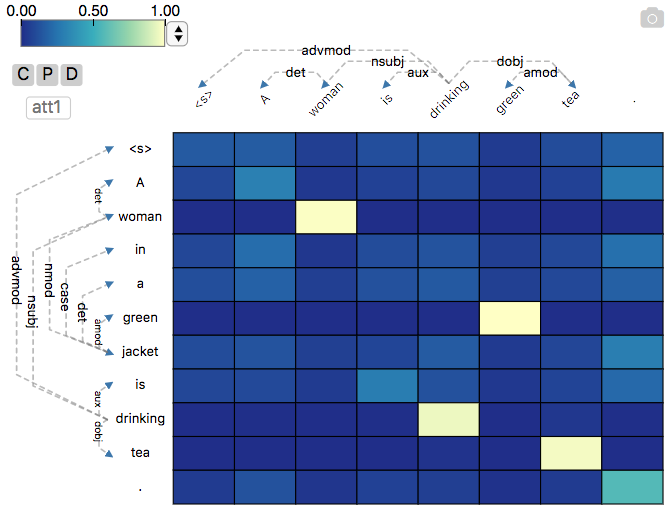 0.00 0.50 1.00
C P D
att1
advmod
nsubj dobj
det aux amod
<s> A woman is drinking green tea .
<s>
A
det
woman
in
a
green
jacket
is
drinking
tea
.
advmod
nsubj
nmod
case
det
amod
aux
dobj